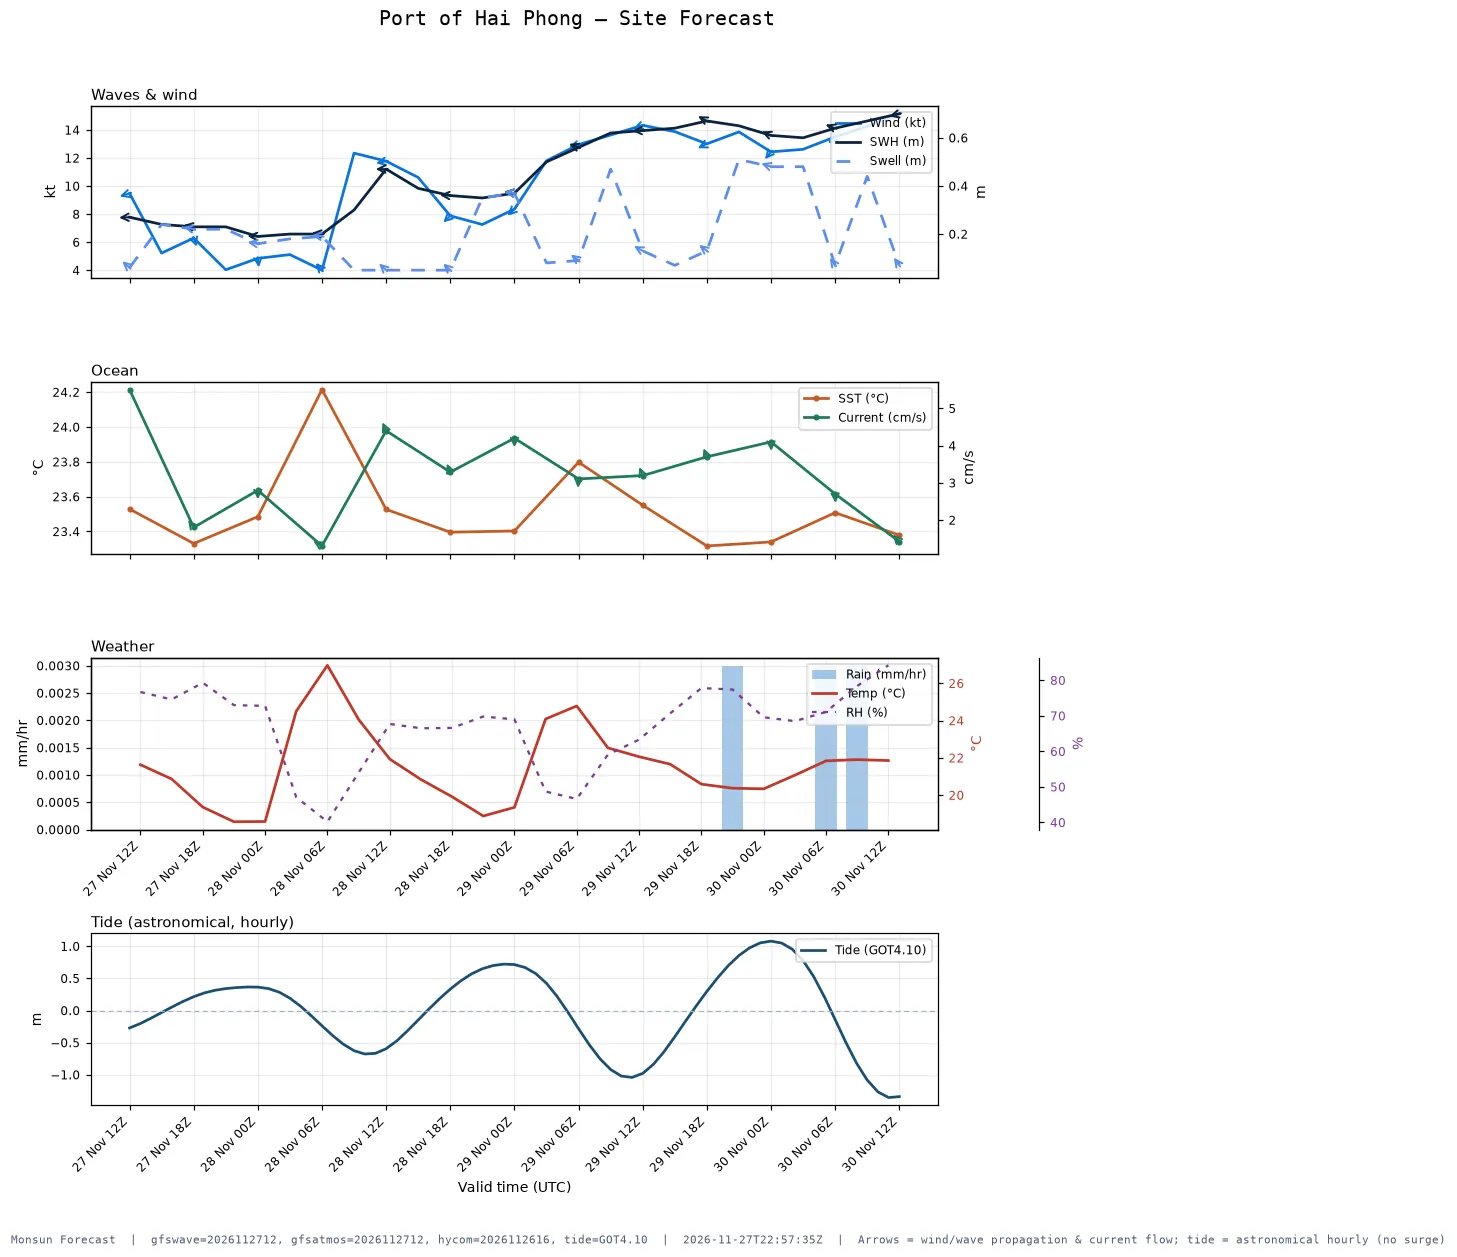 Port of Hai Phong — Site Forecast
Waves & wind
14
12
10
8
6
4
kt
0.6
0.4
0.2
m
Wind (kt)
SWH (m)
Swell (m)
Ocean
24.2
24.0
23.8
23.6
23.4
°C
5
4
3
2
cm/s
SST (°C)
Current (cm/s)
Weather
0.0030
0.0025
0.0020
0.0015
0.0010
0.0005
0.0000
mm/hr
26
24
22
20
°C
80
70
60
50
40
%
Rain (mm/hr)
Temp (°C)
RH (%)
27 Nov 12Z
27 Nov 18Z
28 Nov 00Z
28 Nov 06Z
28 Nov 12Z
28 Nov 18Z
29 Nov 00Z
29 Nov 06Z
29 Nov 12Z
29 Nov 18Z
30 Nov 00Z
30 Nov 06Z
30 Nov 12Z
Tide (astronomical, hourly)
1.0
0.5
0.0
−0.5
−1.0
m
Tide (GOT4.10)
27 Nov 12Z
27 Nov 18Z
28 Nov 00Z
28 Nov 06Z
28 Nov 12Z
28 Nov 18Z
29 Nov 00Z
29 Nov 06Z
29 Nov 12Z
29 Nov 18Z
30 Nov 00Z
30 Nov 06Z
30 Nov 12Z
Valid time (UTC)
Monsun Forecast | gfswave=2026112712, gfsatmos=2026112712, hycom=2026112616, tide=GOT4.10 | 2026-11-27T22:57:35Z | Arrows = wind/wave propagation & current flow; tide = astronomical hourly (no surge)